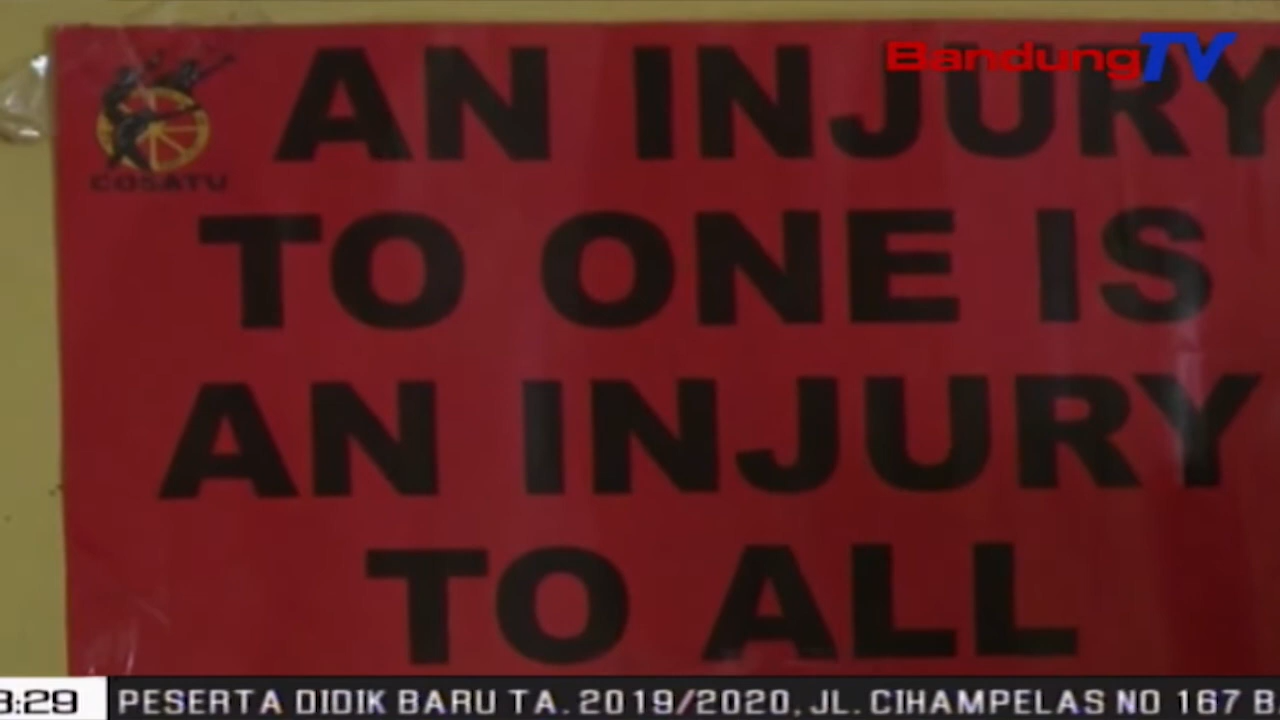 BandungTV
COSATU
AN INJURY
TO ONE IS
AN INJURY
TO ALL
3:29 PESERTA DIDIK BARU TA. 2019/2020, JL. CIHAMPELAS NO 167 B